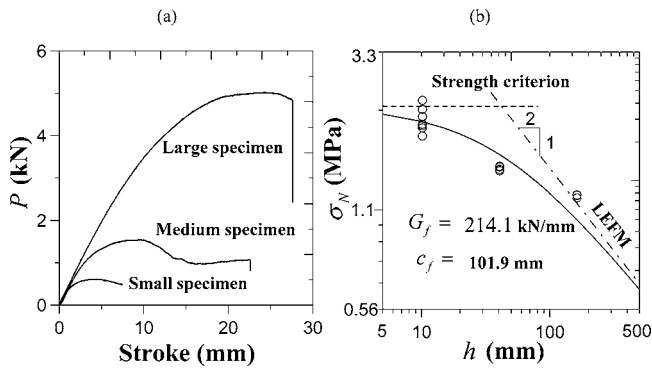 (a)
6
4
2
0
P (kN)
Large specimen
Medium specimen
Small specimen
0 10 20 30
Stroke (mm)
(b)
3.3
1.1
0.56
σN (MPa)
Strength criterion
2
1
LEFM
Gf = 214.1 kN/mm
cf = 101.9 mm
5 10 100 500
h (mm)